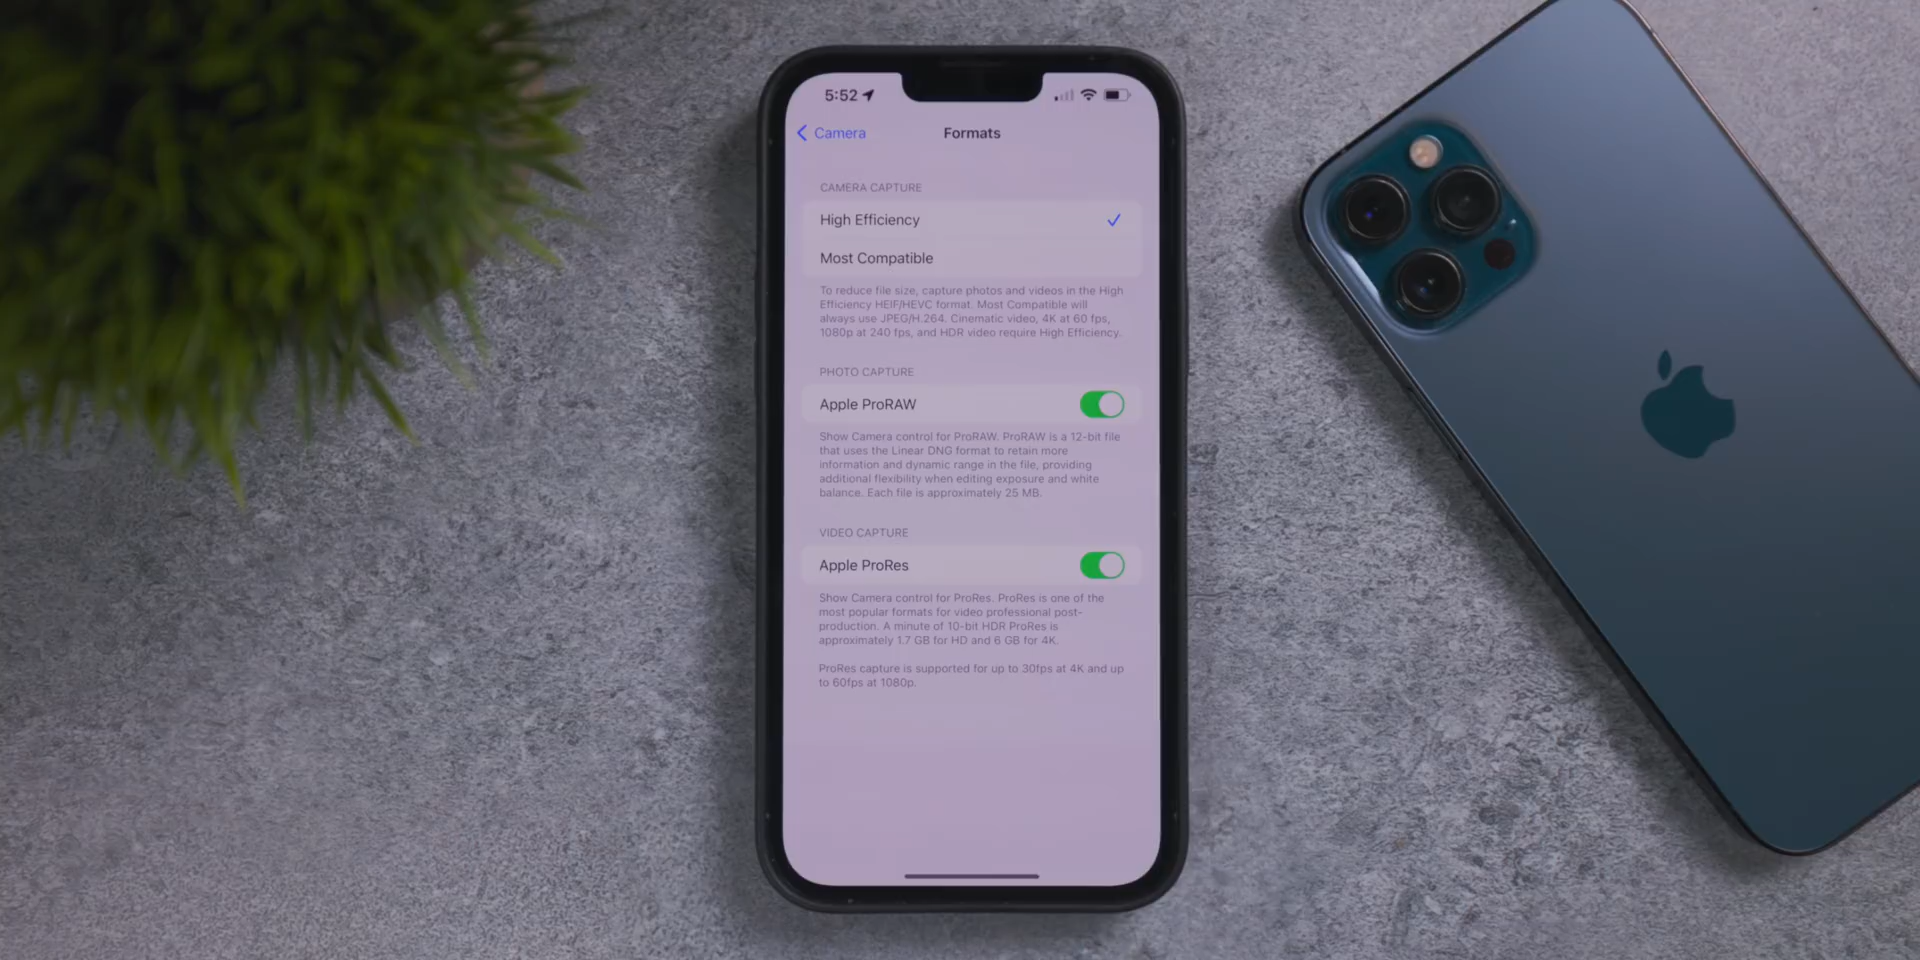 5:52
Camera
Formats
CAMERA CAPTURE
High Efficiency
Most Compatible
To reduce file size, capture photos and videos in the High
Efficiency HEIF/HEVC format. Most Compatible will
always use JPEG/H.264. Cinematic video, 4K at 60 fps,
1080p at 240 fps, and HDR video require High Efficiency.
PHOTO CAPTURE
Apple ProRAW
Show Camera control for ProRAW. ProRAW is a 12-bit file
that uses the Linear DNG format to retain more
information and dynamic range in the file, providing
additional flexibility when editing exposure and white
balance. Each file is approximately 25 MB.
VIDEO CAPTURE
Apple ProRes
Show Camera control for ProRes. ProRes is one of the
most popular formats for video professional post-
production. A minute of 10-bit HDR ProRes is
approximately 1.7 GB for HD and 6 GB for 4K.
ProRes capture is supported for up to 30fps at 4K and up
to 60fps at 1080p.